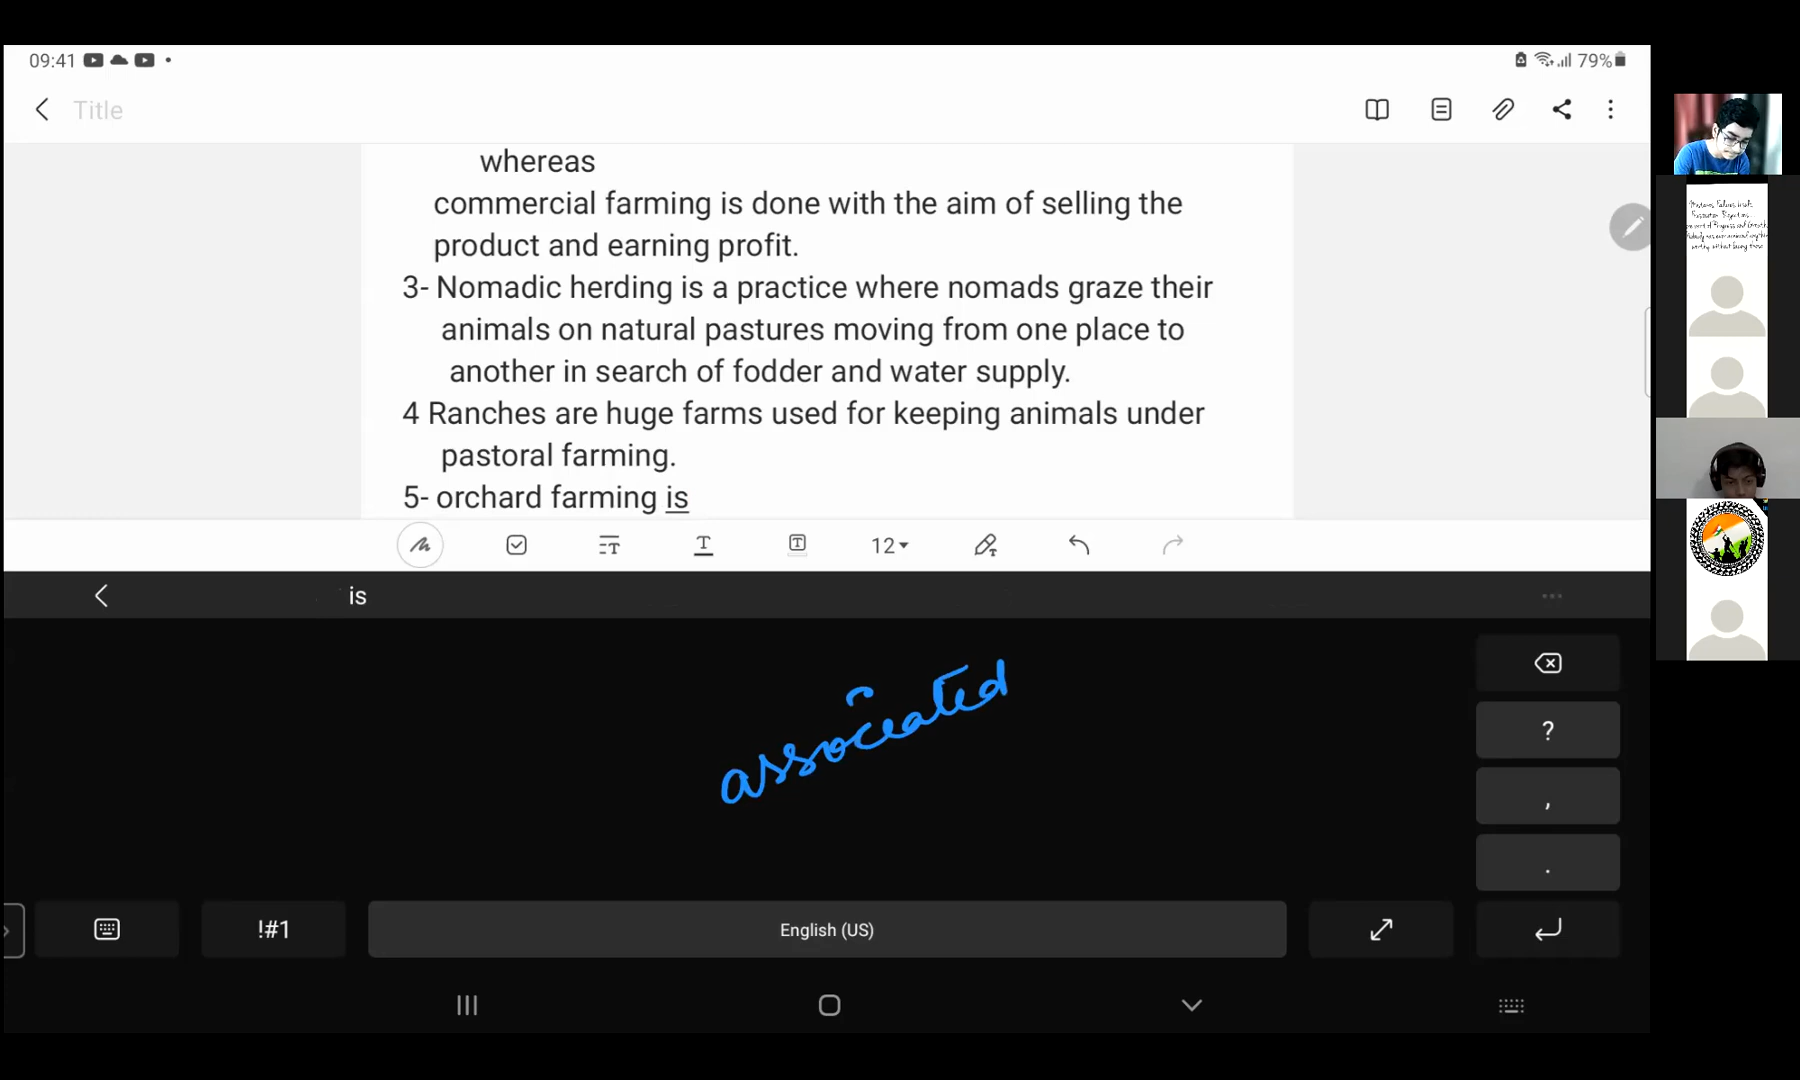 09:41
79%
Title
whereas
commercial farming is done with the aim of selling the
product and earning profit.
3- Nomadic herding is a practice where nomads graze their
animals on natural pastures moving from one place to
another in search of fodder and water supply.
4 Ranches are huge farms used for keeping animals under
pastoral farming.
5- orchard farming is
12
is
associated
?
,
.
!#1
English (US)